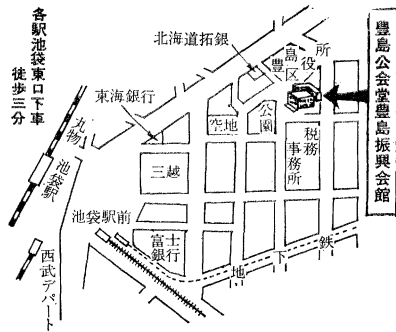 豊島公会堂豊島振興会館
豊島区役所
北海道拓銀
東海銀行
各駅池袋東口下車
徒歩三分
丸物
池袋駅
空地
公園
税務事務所
三越
池袋駅前
富士銀行
地下鉄
西武デパート